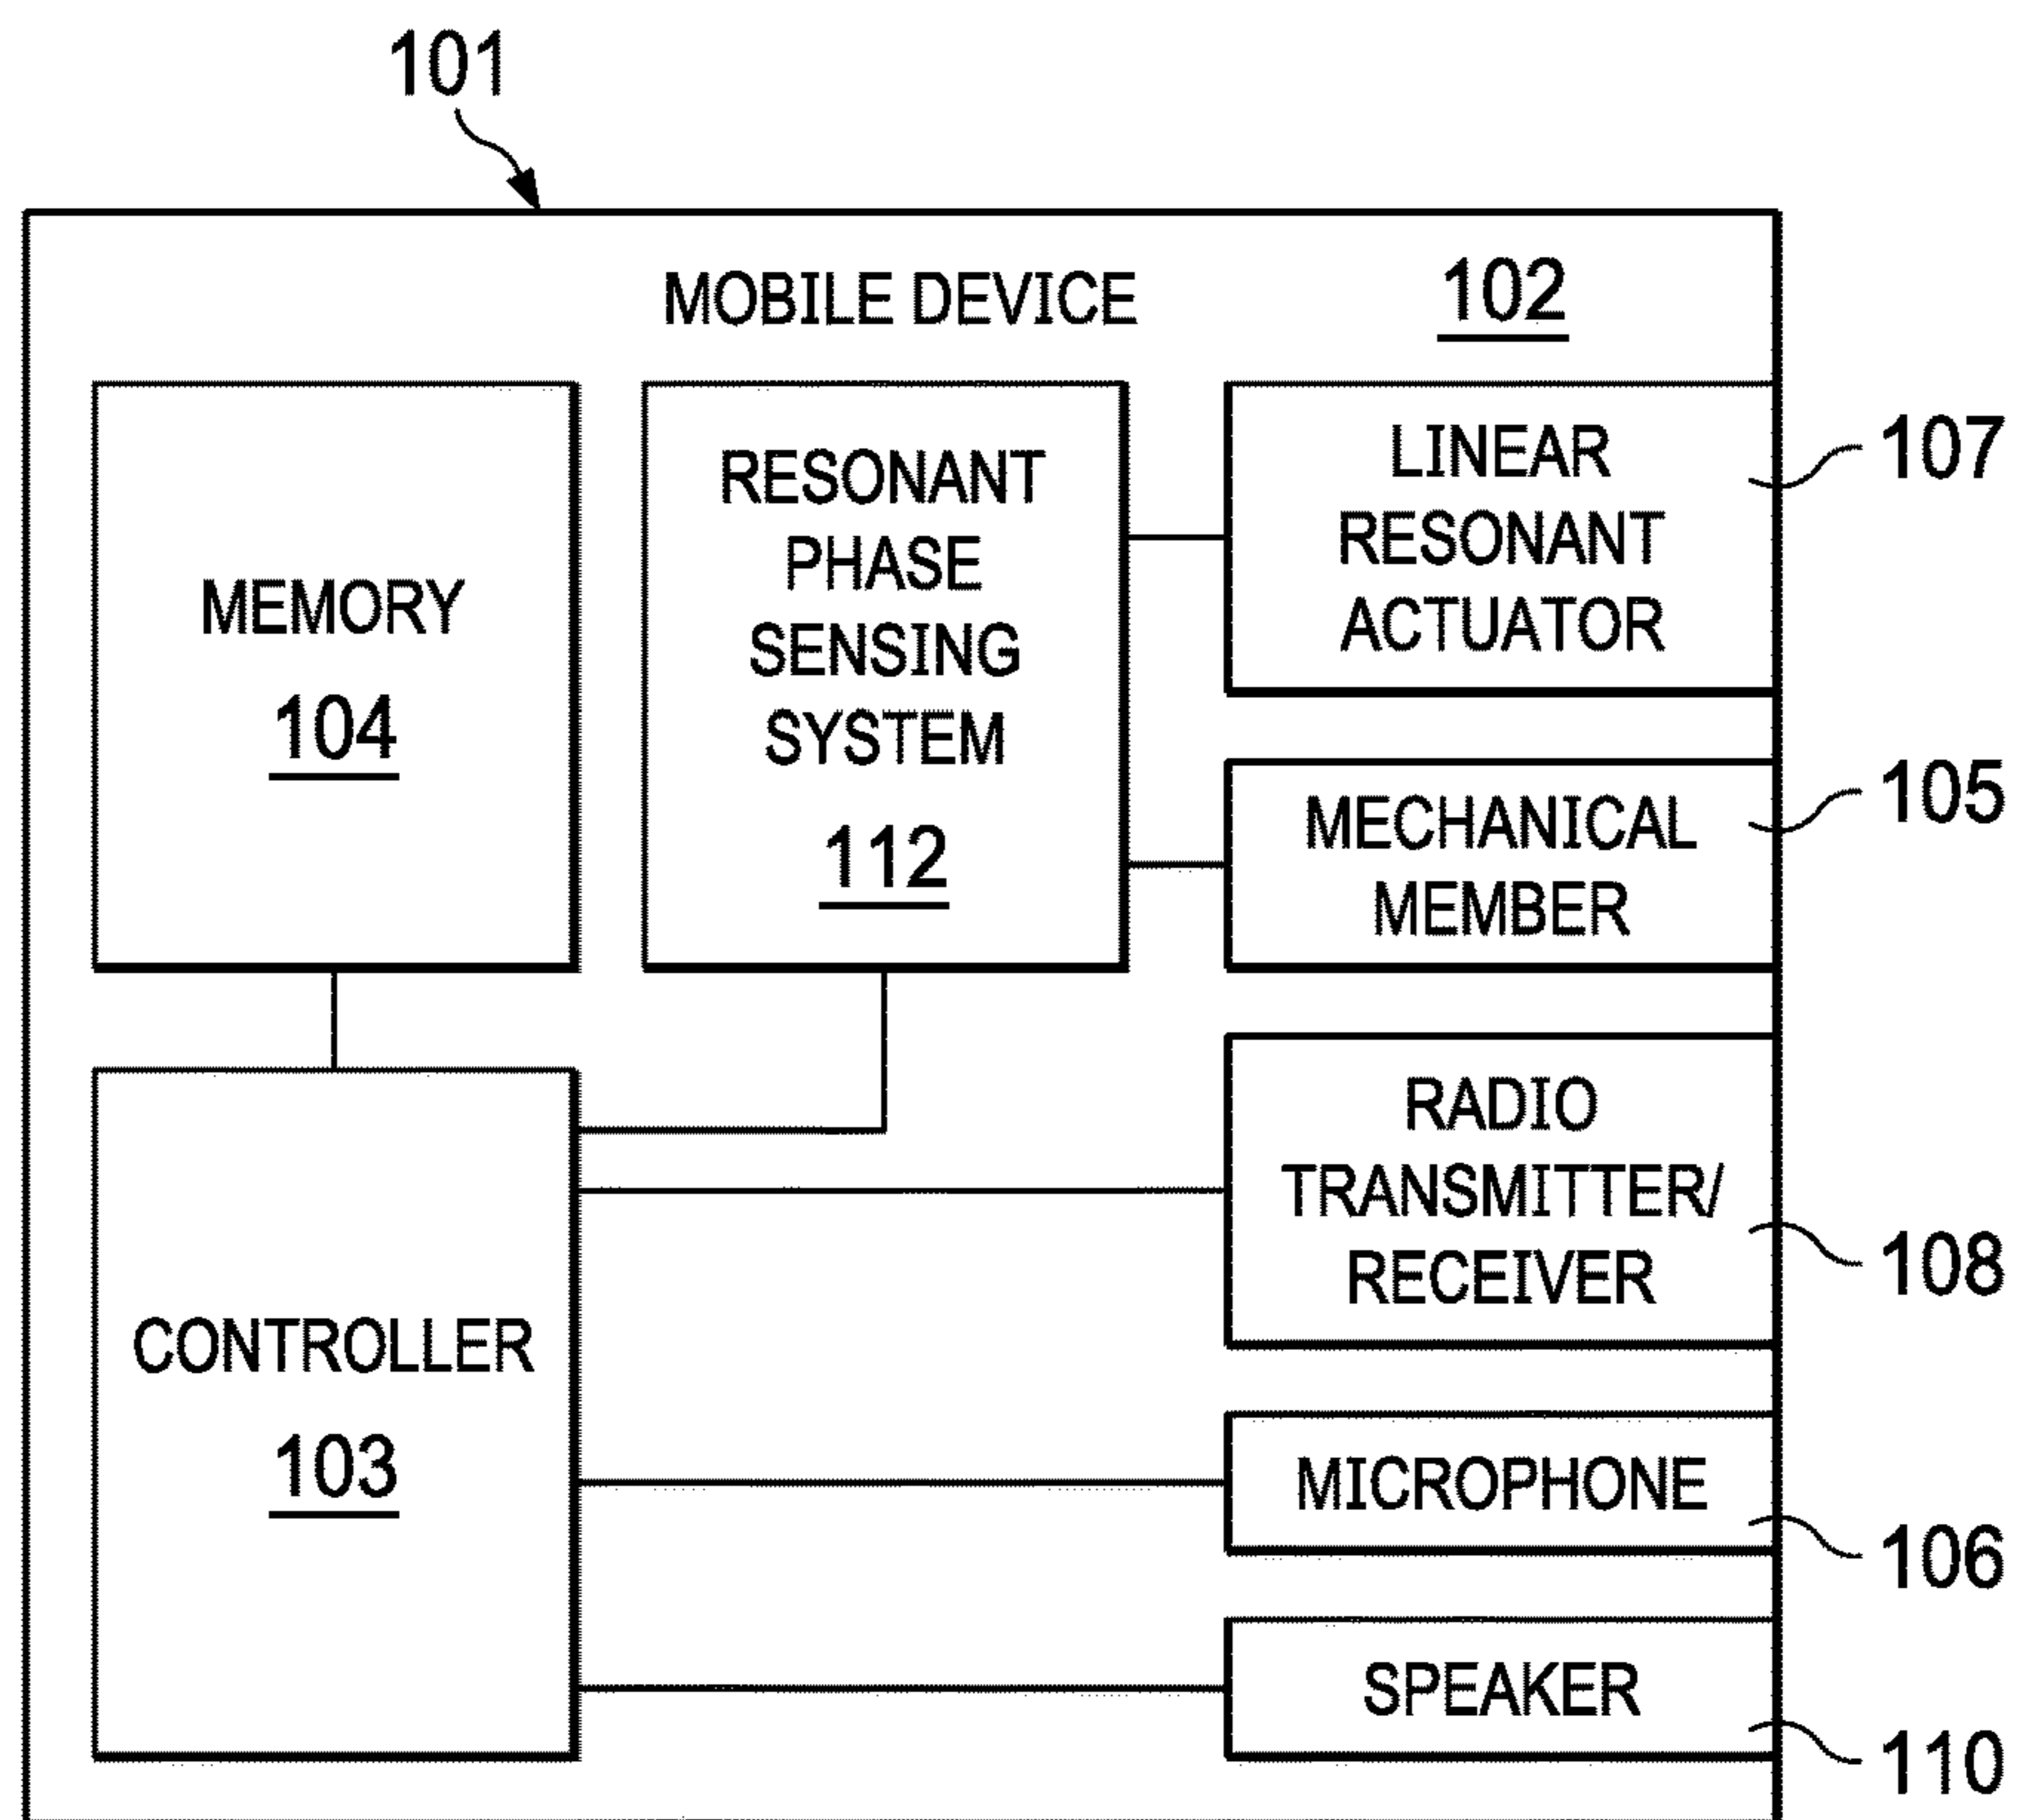 101
MOBILE DEVICE
102
MEMORY
104
RESONANT
PHASE
SENSING
SYSTEM
112
LINEAR
RESONANT
ACTUATOR
107
MECHANICAL
MEMBER
105
CONTROLLER
103
RADIO
TRANSMITTER/
RECEIVER
108
MICROPHONE
106
SPEAKER
110